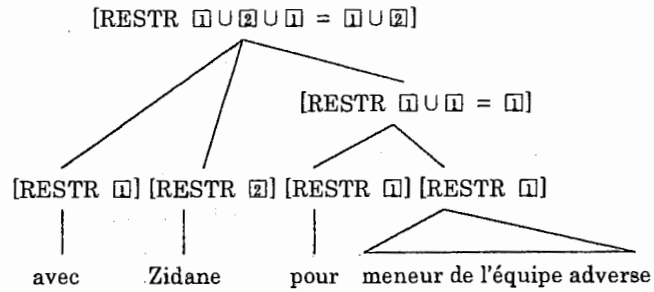 [RESTR 1∪2∪1 = 1∪2]
[RESTR 1∪1 = 1]
[RESTR 1] [RESTR 2] [RESTR 1] [RESTR 1]
avec Zidane pour meneur de l'équipe adverse